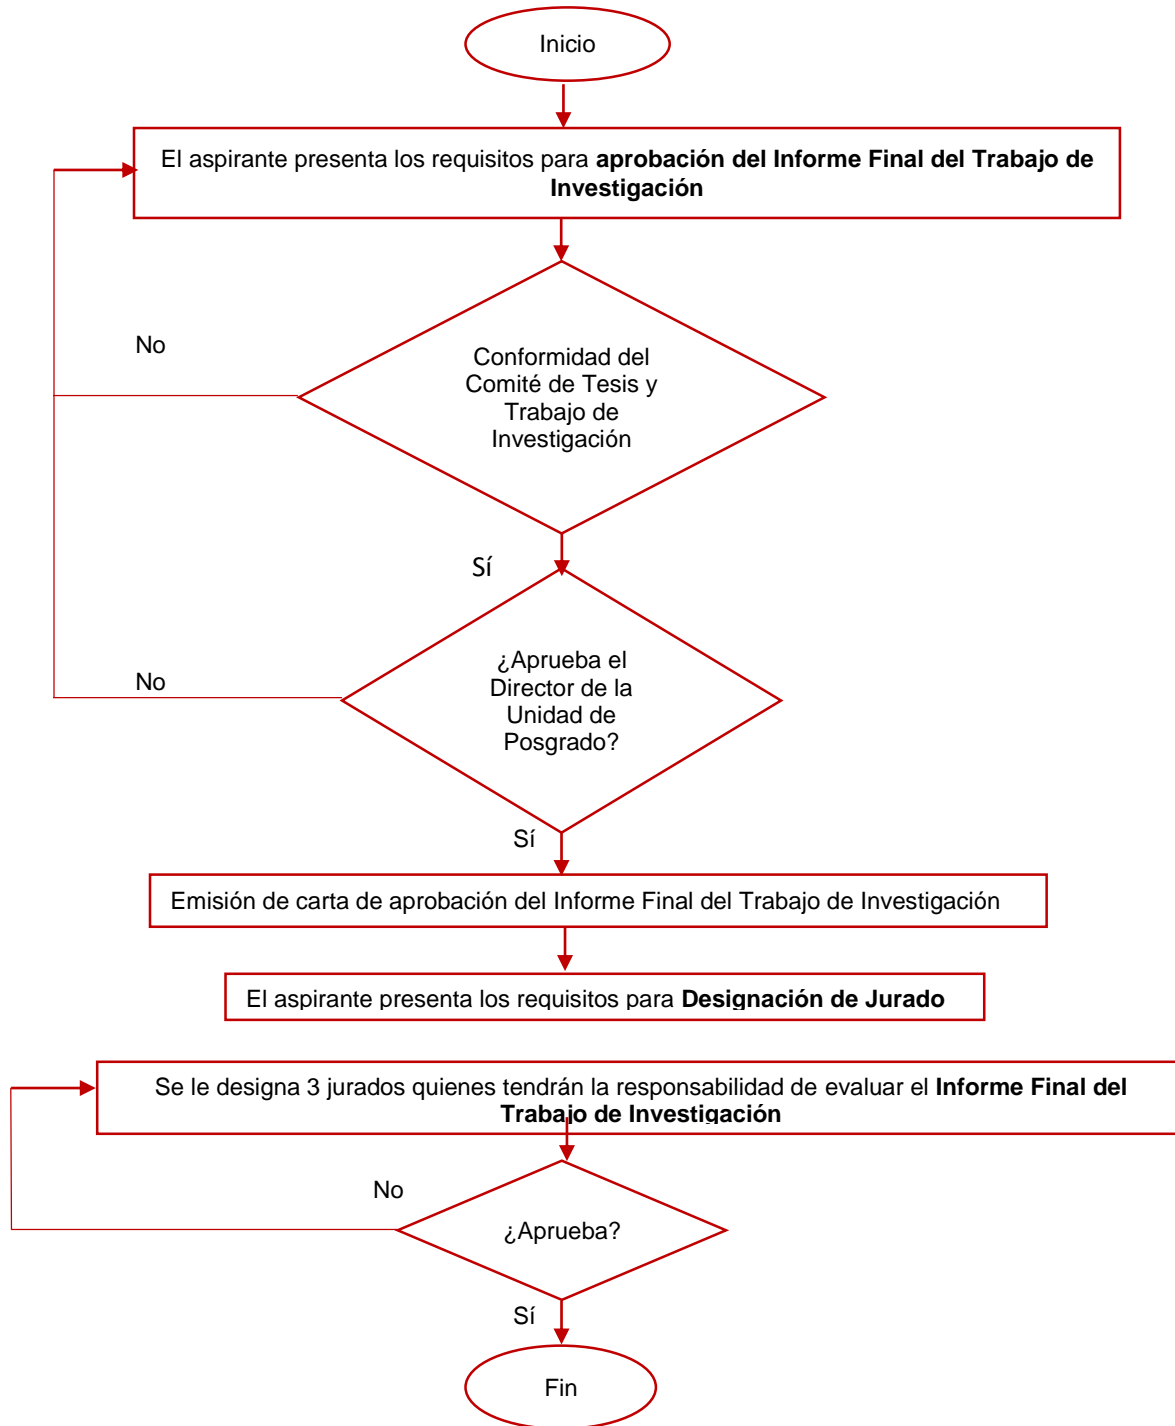 Inicio
El aspirante presenta los requisitos para aprobación del Informe Final del Trabajo de
Investigación
No
Conformidad del
Comité de Tesis y
Trabajo de
Investigación
Sí
No
¿Aprueba el
Director de la
Unidad de
Posgrado?
Sí
Emisión de carta de aprobación del Informe Final del Trabajo de Investigación
El aspirante presenta los requisitos para Designación de Jurado
Se le designa 3 jurados quienes tendrán la responsabilidad de evaluar el Informe Final del
Trabajo de Investigación
No
¿Aprueba?
Sí
Fin